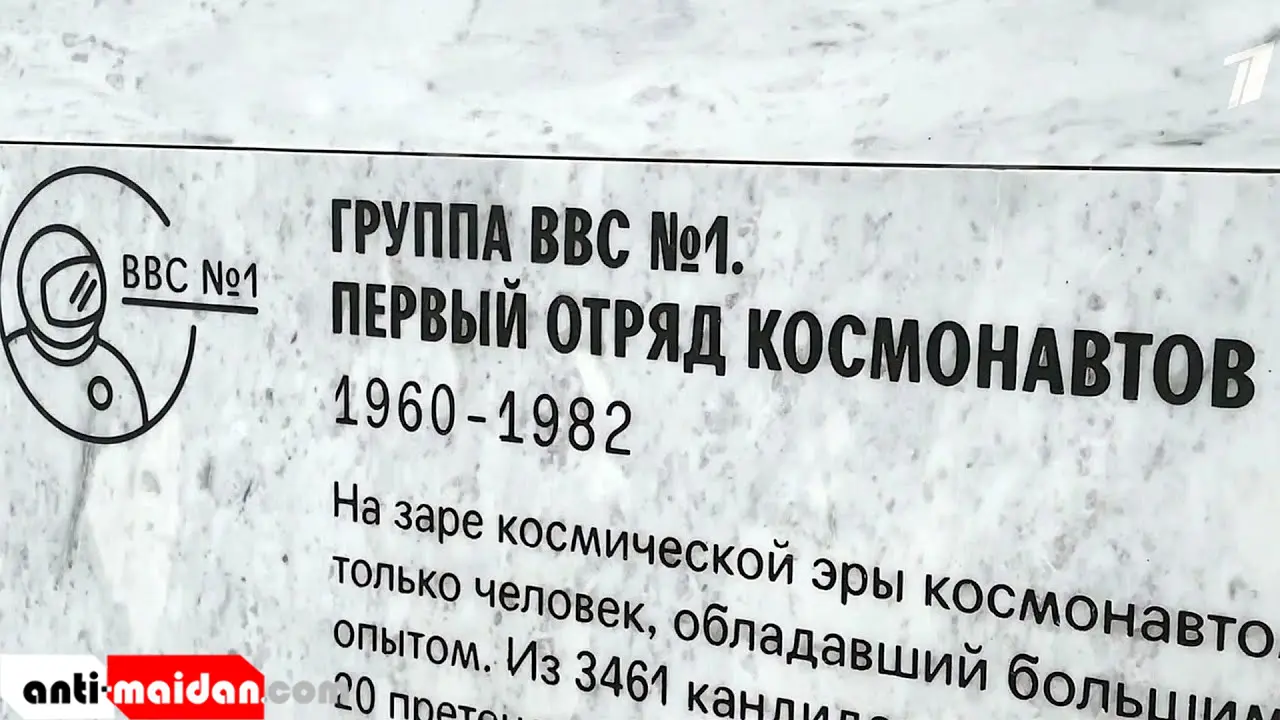 ВВС №1
ГРУППА ВВС №1.
ПЕРВЫЙ ОТРЯД КОСМОНАВТОВ
1960-1982
На заре космической эры
только человек, обладавший
опытом. Из 3461
20
anti-maidan.com